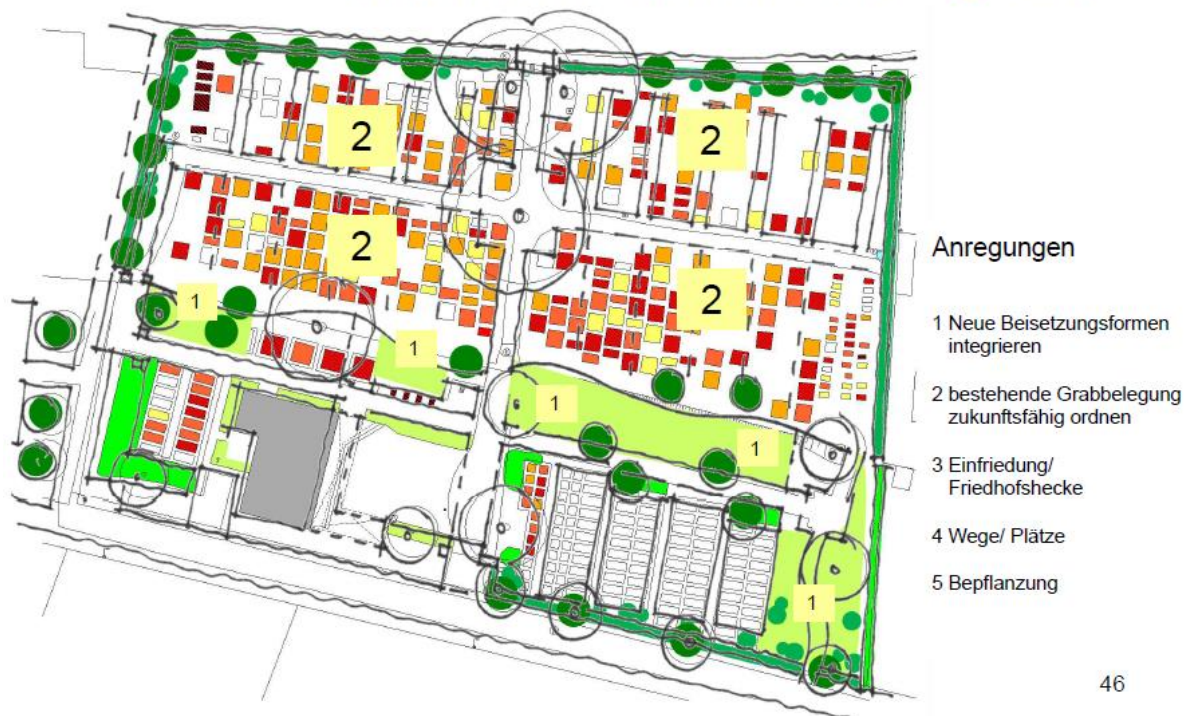 2
2
2
2
1
1
1
1
1
Anregungen
1 Neue Beisetzungsformen
integrieren
2 bestehende Grabbelegung
zukunftsfähig ordnen
3 Einfriedung/
Friedhofshecke
4 Wege/ Plätze
5 Bepflanzung
46